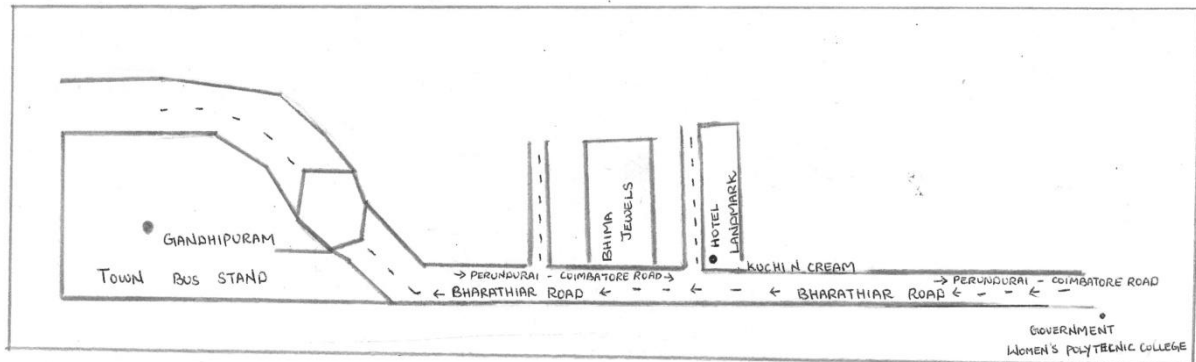 BHIMA
JEWELS
HOTEL
LANDMARK
GANDHIPURAM
TOWN BUS STAND
KUCHI N CREAM
→ PERUNDURAI - COIMBATORE ROAD →
→ PERUNDURAI - COIMBATORE ROAD
← BHARATHIAR ROAD ← - - ← - - ← BHARATHIAR ROAD ← - ← -
GOVERNMENT
WOMEN'S POLYTECNIC COLLEGE